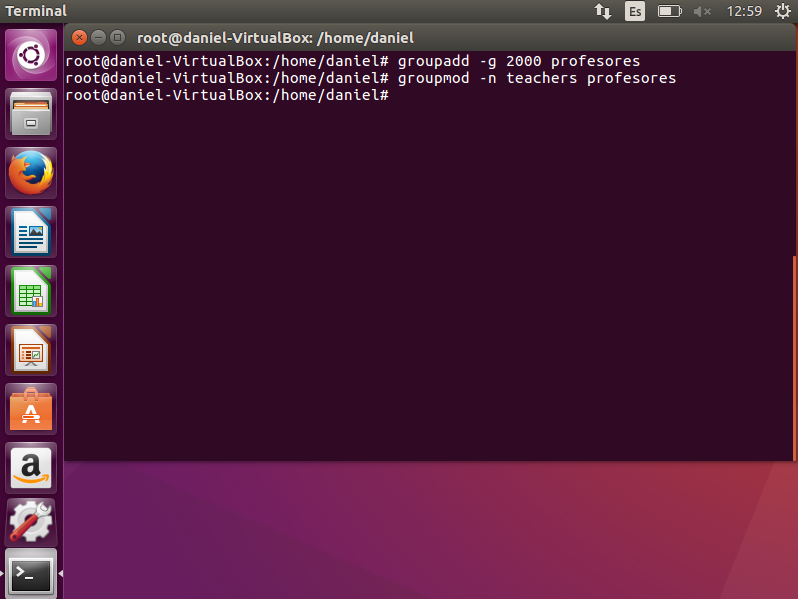 Terminal
Es
12:59
root@daniel-VirtualBox: /home/daniel
root@daniel-VirtualBox:/home/daniel# groupadd -g 2000 profesores
root@daniel-VirtualBox:/home/daniel# groupmod -n teachers profesores
root@daniel-VirtualBox:/home/daniel#